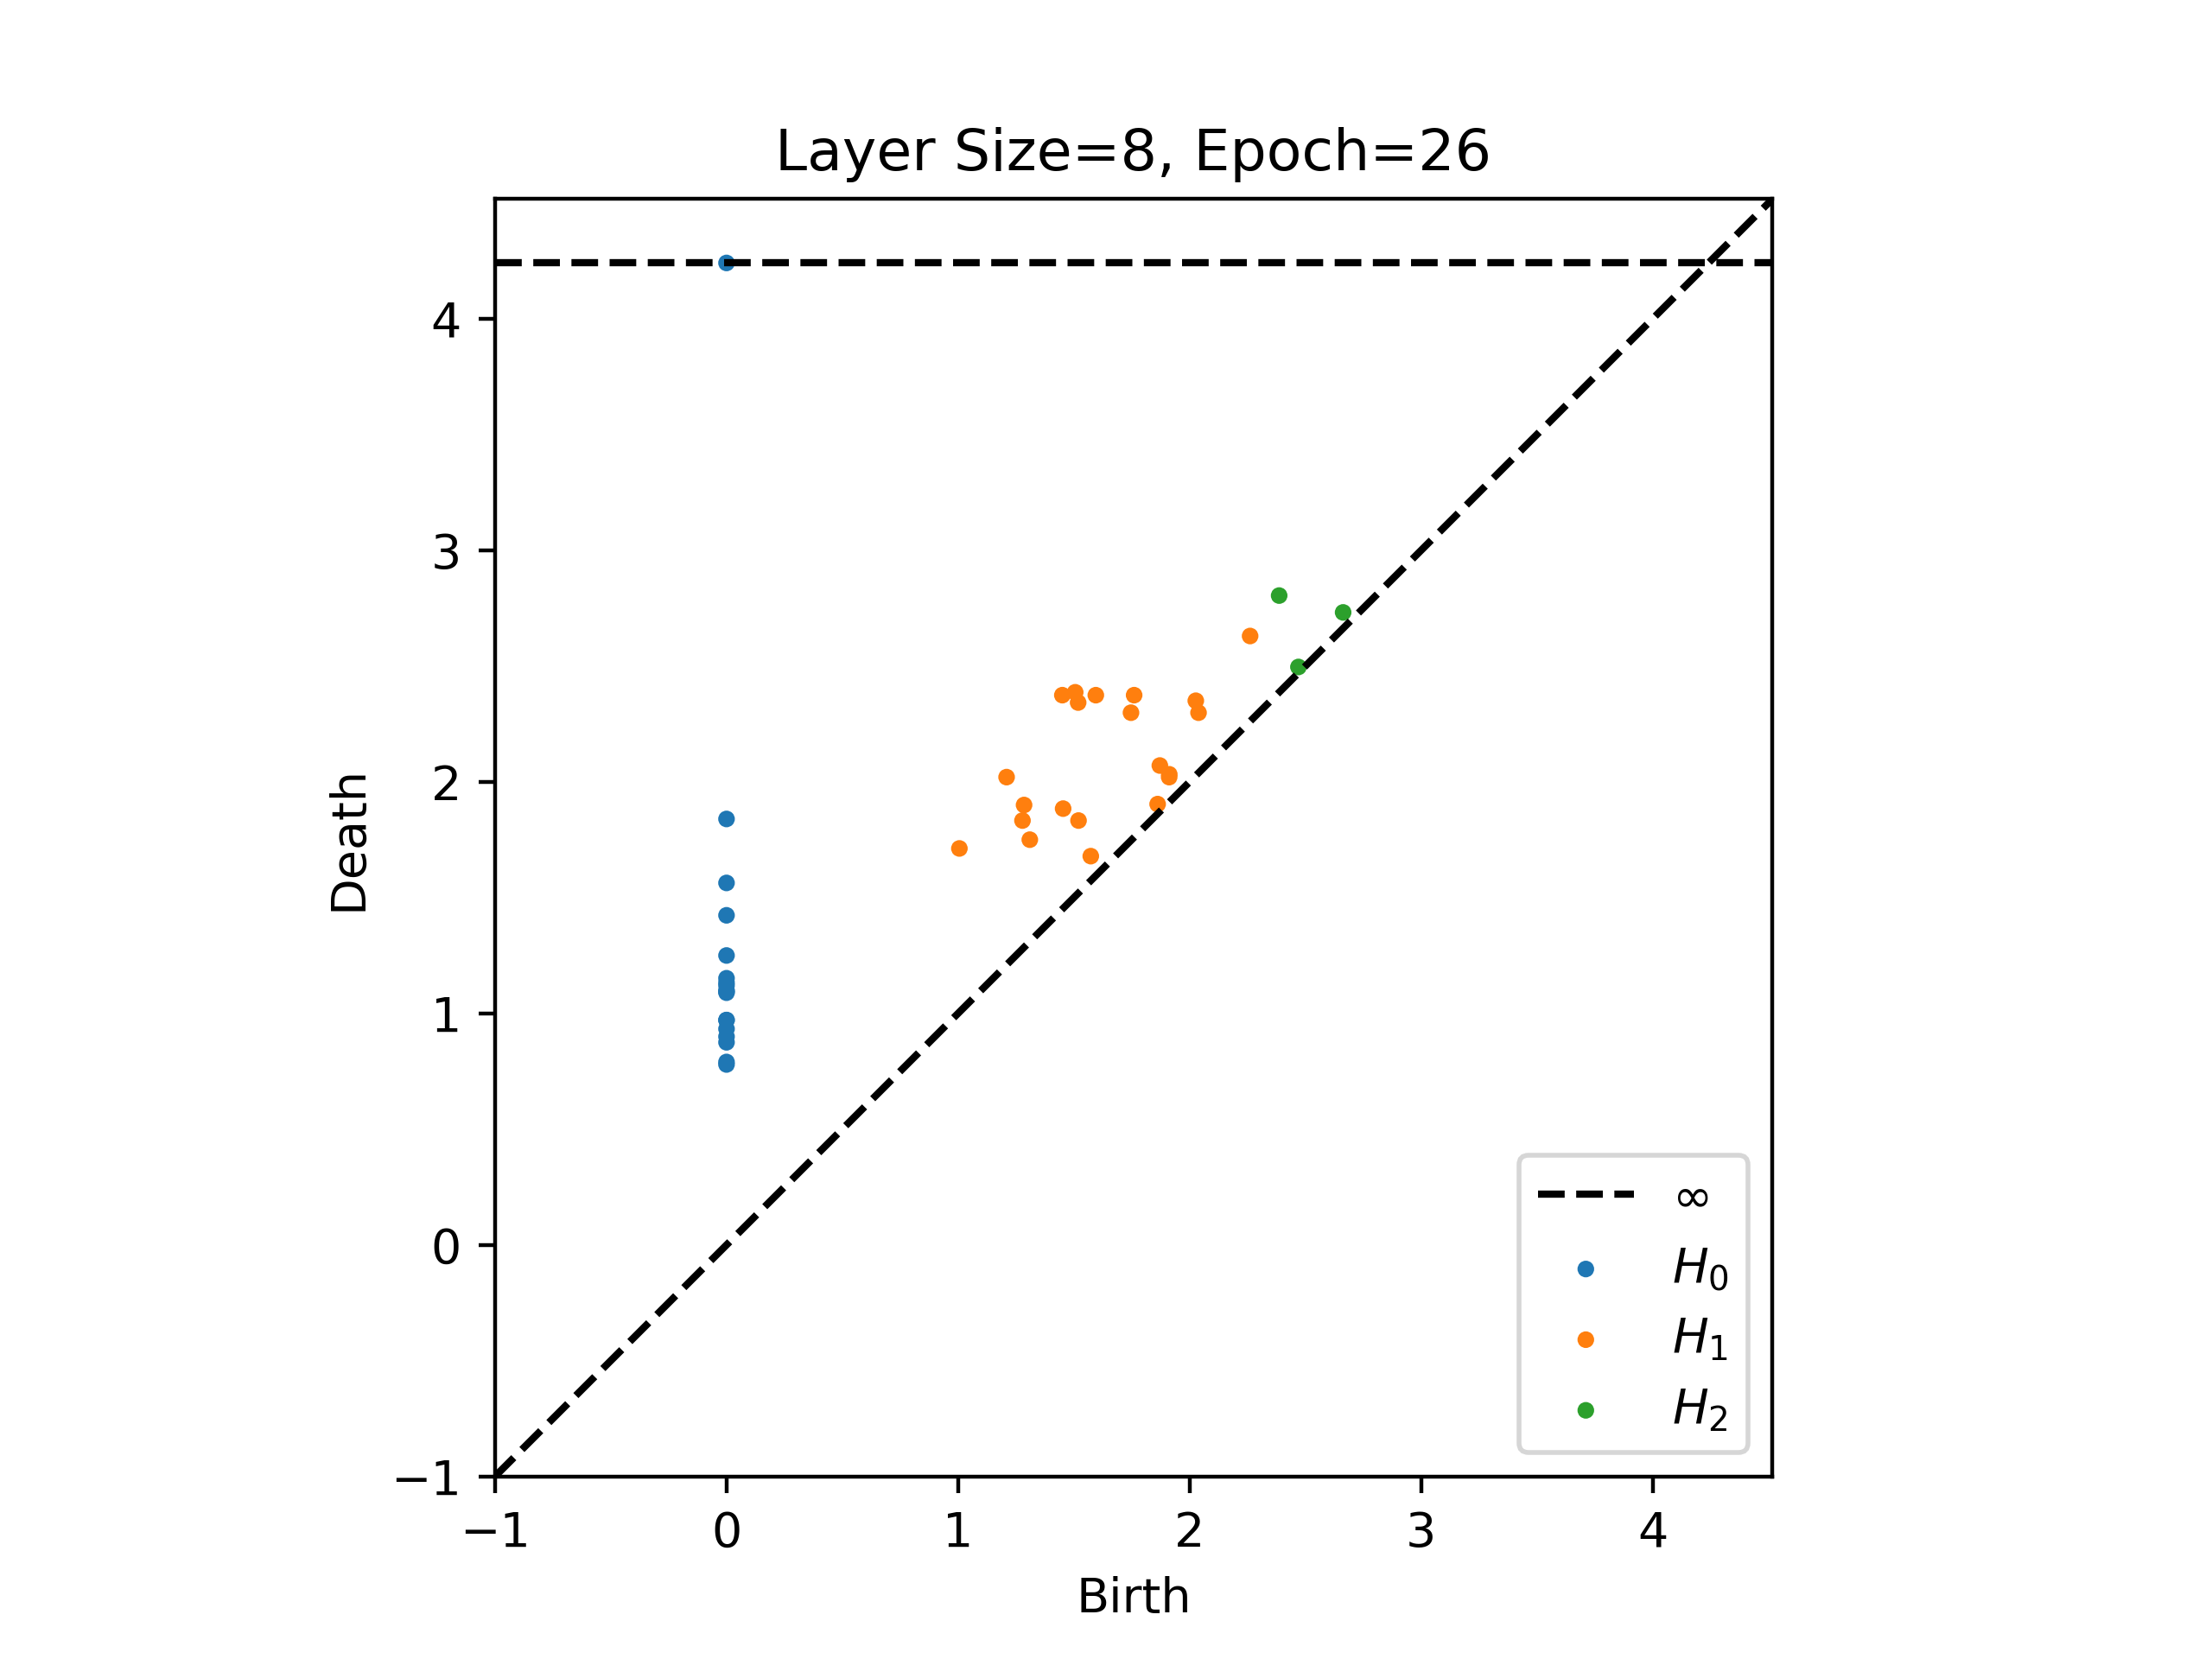 Layer Size=8, Epoch=26
4
3
2
1
0
−1
Death
−1 0 1 2 3 4
Birth
∞
H₀
H₁
H₂